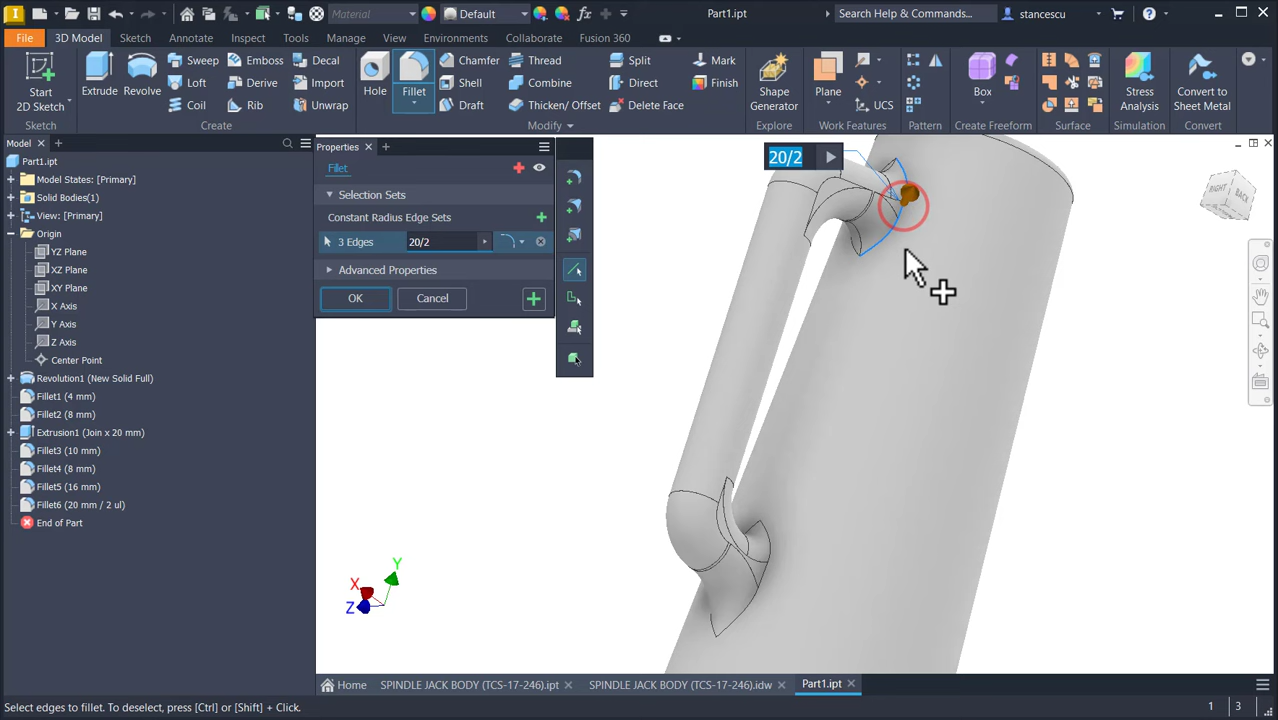 Material
Default
Part1.ipt
Search Help & Commands...
stancescu
File
3D Model
Sketch
Annotate
Inspect
Tools
Manage
View
Environments
Collaborate
Fusion 360
Start
2D Sketch
Extrude
Revolve
Sweep
Loft
Coil
Emboss
Derive
Rib
Decal
Import
Unwrap
Hole
Fillet
Chamfer
Shell
Draft
Thread
Combine
Thicken/ Offset
Split
Direct
Delete Face
Mark
Finish
Shape
Generator
Plane
UCS
Box
Stress
Analysis
Convert to
Sheet Metal
Sketch
Create
Modify
Explore
Work Features
Pattern
Create Freeform
Surface
Simulation
Convert
Model
Part1.ipt
Model States: [Primary]
Solid Bodies(1)
View: [Primary]
Origin
YZ Plane
XZ Plane
XY Plane
X Axis
Y Axis
Z Axis
Center Point
Revolution1 (New Solid Full)
Fillet1 (4 mm)
Fillet2 (8 mm)
Extrusion1 (Join x 20 mm)
Fillet3 (10 mm)
Fillet4 (8 mm)
Fillet5 (16 mm)
Fillet6 (20 mm / 2 ul)
End of Part
Properties
Fillet
Selection Sets
Constant Radius Edge Sets
3 Edges 20/2
Advanced Properties
OK Cancel
20/2
RIGHT BACK
Y
X
Z
Home
SPINDLE JACK BODY (TCS-17-246).ipt
SPINDLE JACK BODY (TCS-17-246).idw
Part1.ipt
Select edges to fillet. To deselect, press [Ctrl] or [Shift] + Click.
1 3